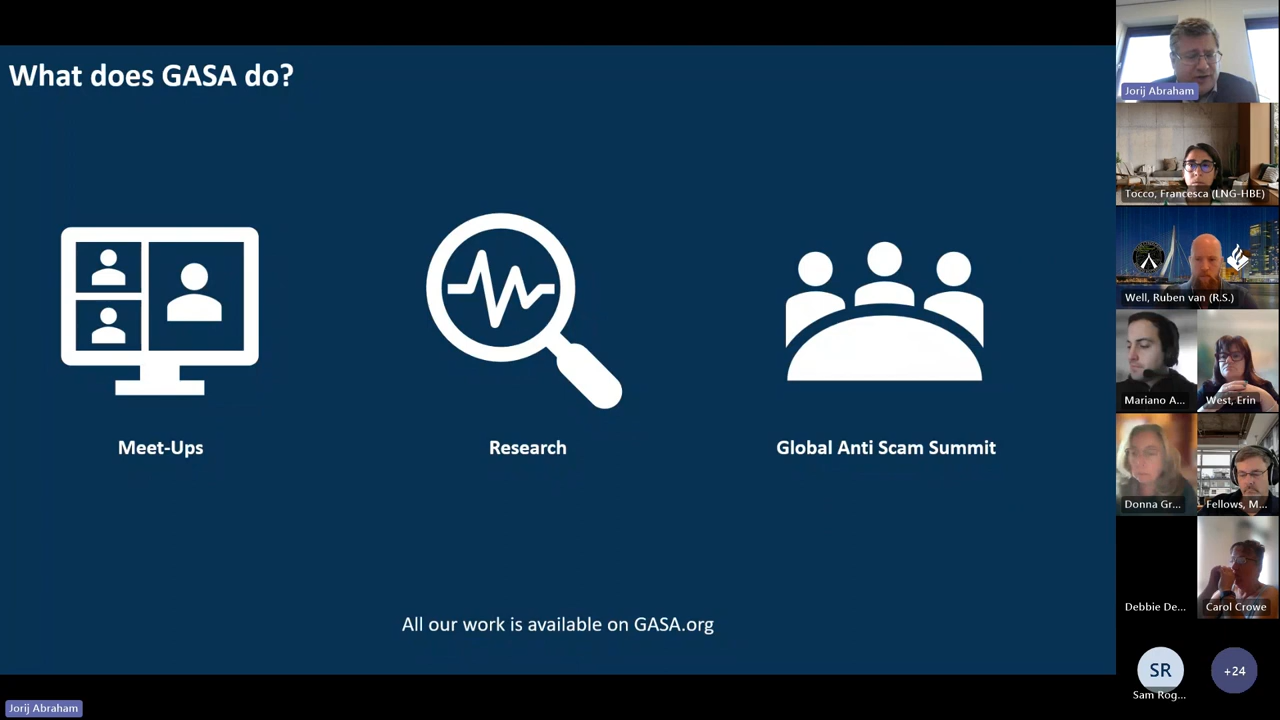 What does GASA do?
Meet-Ups
Research
Global Anti Scam Summit
All our work is available on GASA.org
Jorij Abraham
Jorij Abraham
Tocco, Francesca (LNG-HBE)
Well, Ruben van (R.S.)
Mariano A...
West, Erin
Donna Gr...
Fellows, M...
Debbie De...
Carol Crowe
SR
Sam Rog...
+24